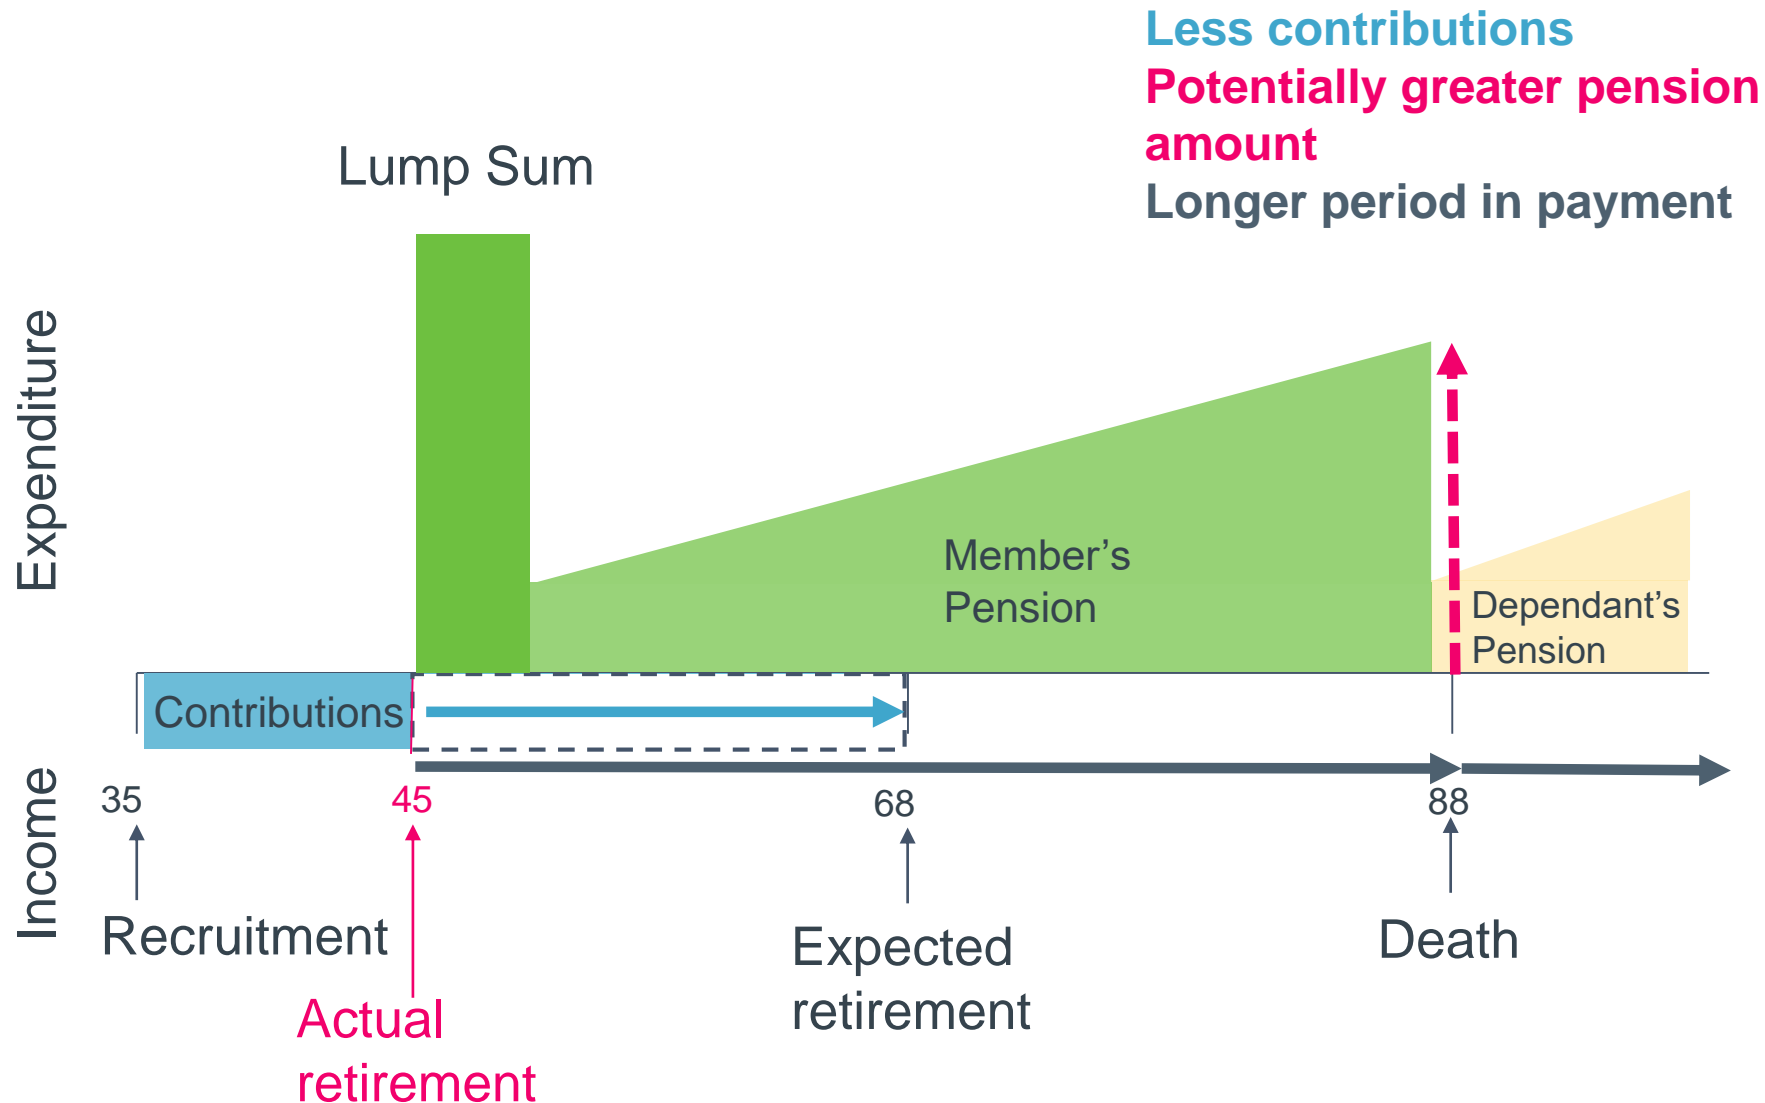 Less contributions
Potentially greater pension
amount
Longer period in payment
Lump Sum
Expenditure
Member’s
Pension
Dependant’s
Pension
Contributions
Income
35
45
68
88
Recruitment
Actual
retirement
Expected
retirement
Death